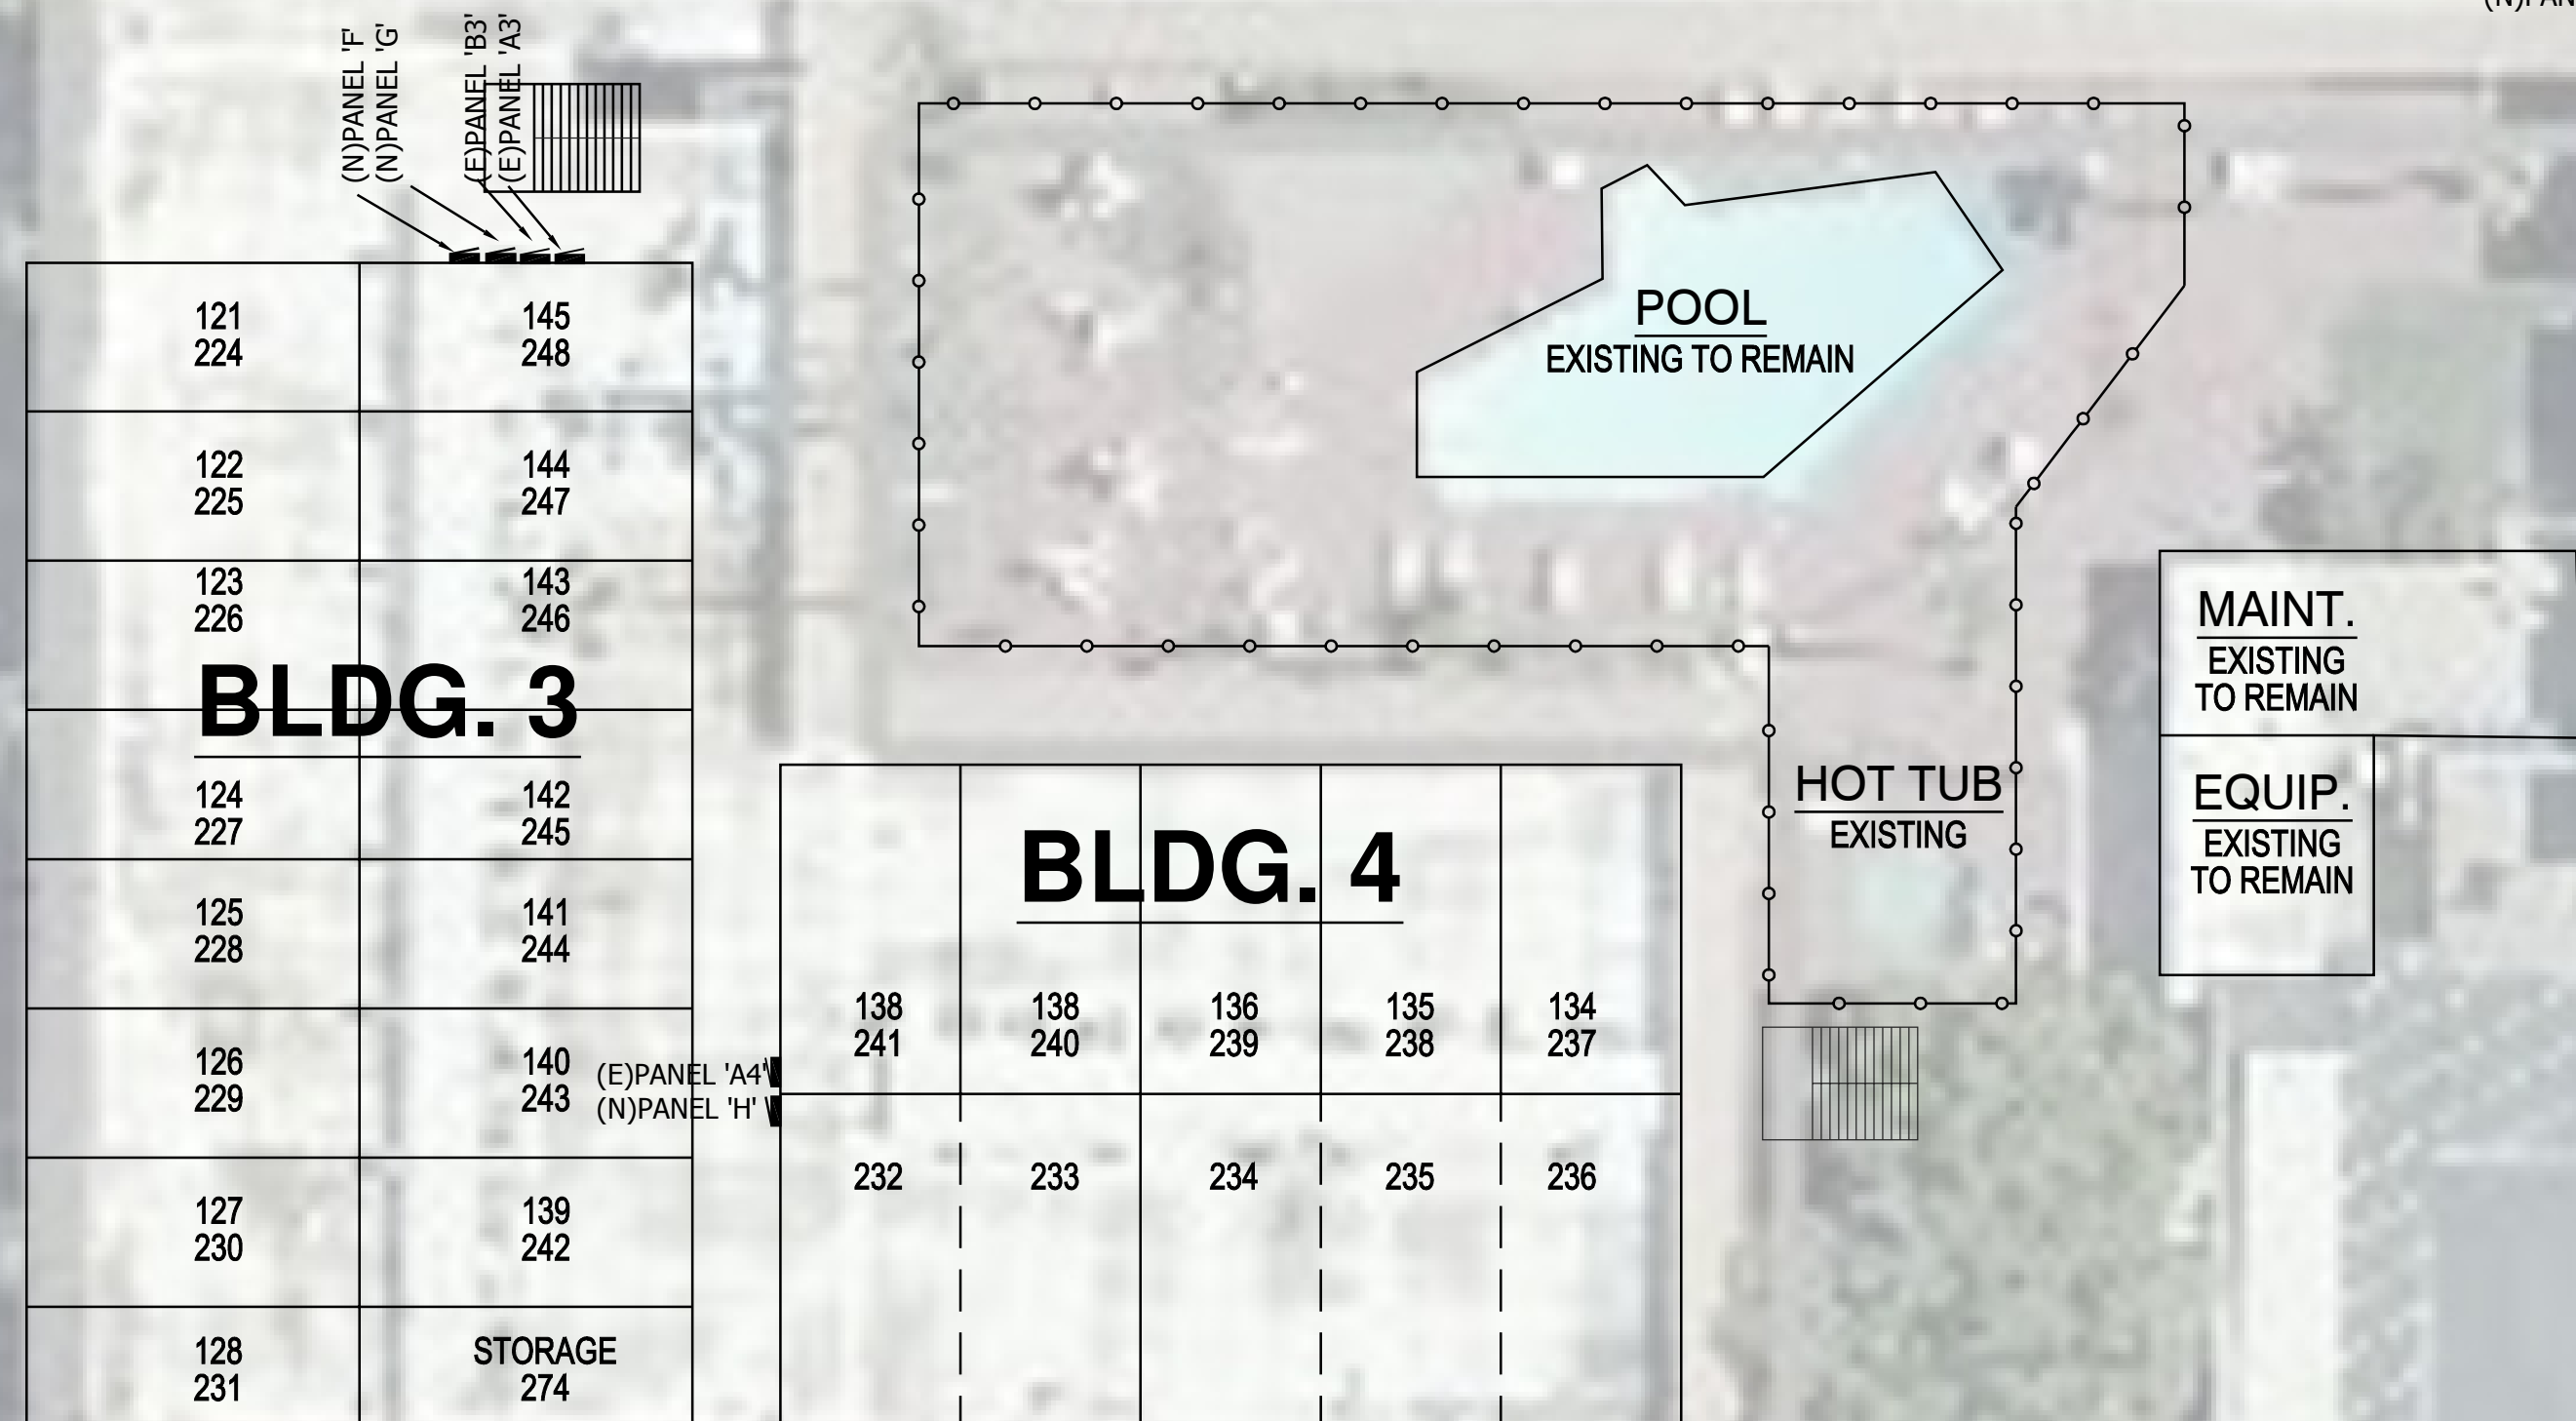 (N)PANEL 'F'
(N)PANEL 'G'
(E)PANEL 'B3'
(E)PANEL 'A3'
121
224
145
248
122
225
144
247
123
226
143
246
BLDG. 3
124
227
142
245
125
228
141
244
126
229
140
243
127
230
139
242
128
231
STORAGE
274
(E)PANEL 'A4'
(N)PANEL 'H'
BLDG. 4
138
241
138
240
136
239
135
238
134
237
232
233
234
235
236
POOL
EXISTING TO REMAIN
HOT TUB
EXISTING
MAINT.
EXISTING
TO REMAIN
EQUIP.
EXISTING
TO REMAIN